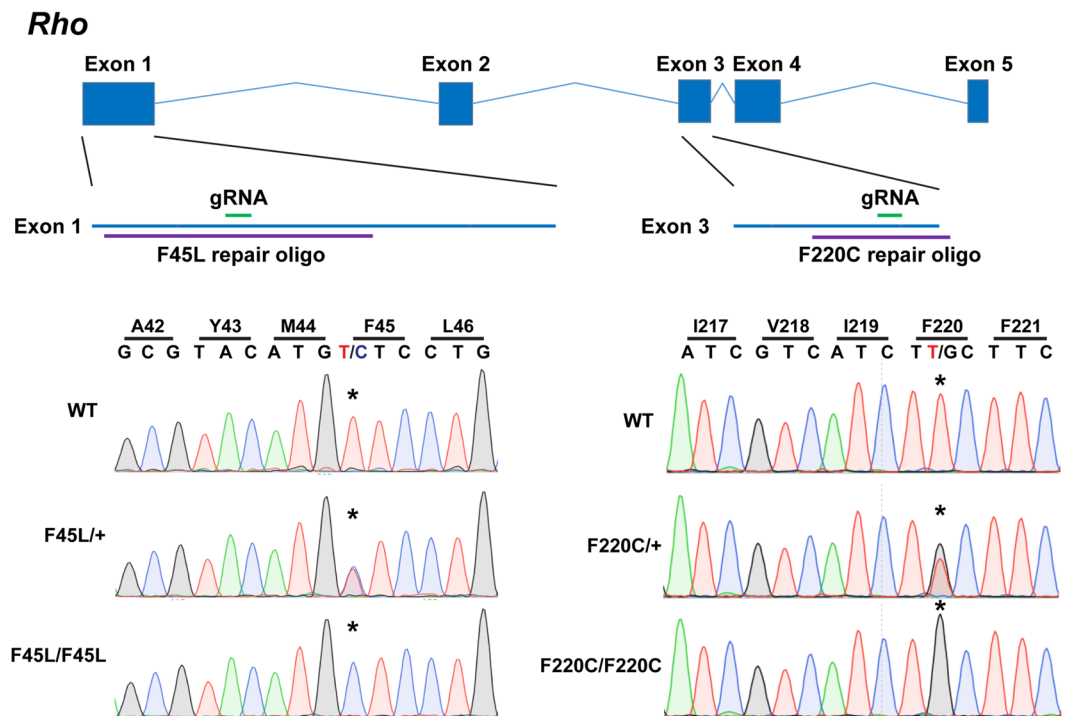 Rho
Exon 1 Exon 2 Exon 3 Exon 4 Exon 5
gRNA gRNA
Exon 1 Exon 3
F45L repair oligo F220C repair oligo
A42 Y43 M44 F45 L46
G C G T A C A T G T/C T C C T G
WT
*
F45L/+
*
F45L/F45L
*
I217 V218 I219 F220 F221
A T C G T C A T C T T/G C T T C
WT
*
F220C/+
*
F220C/F220C
*